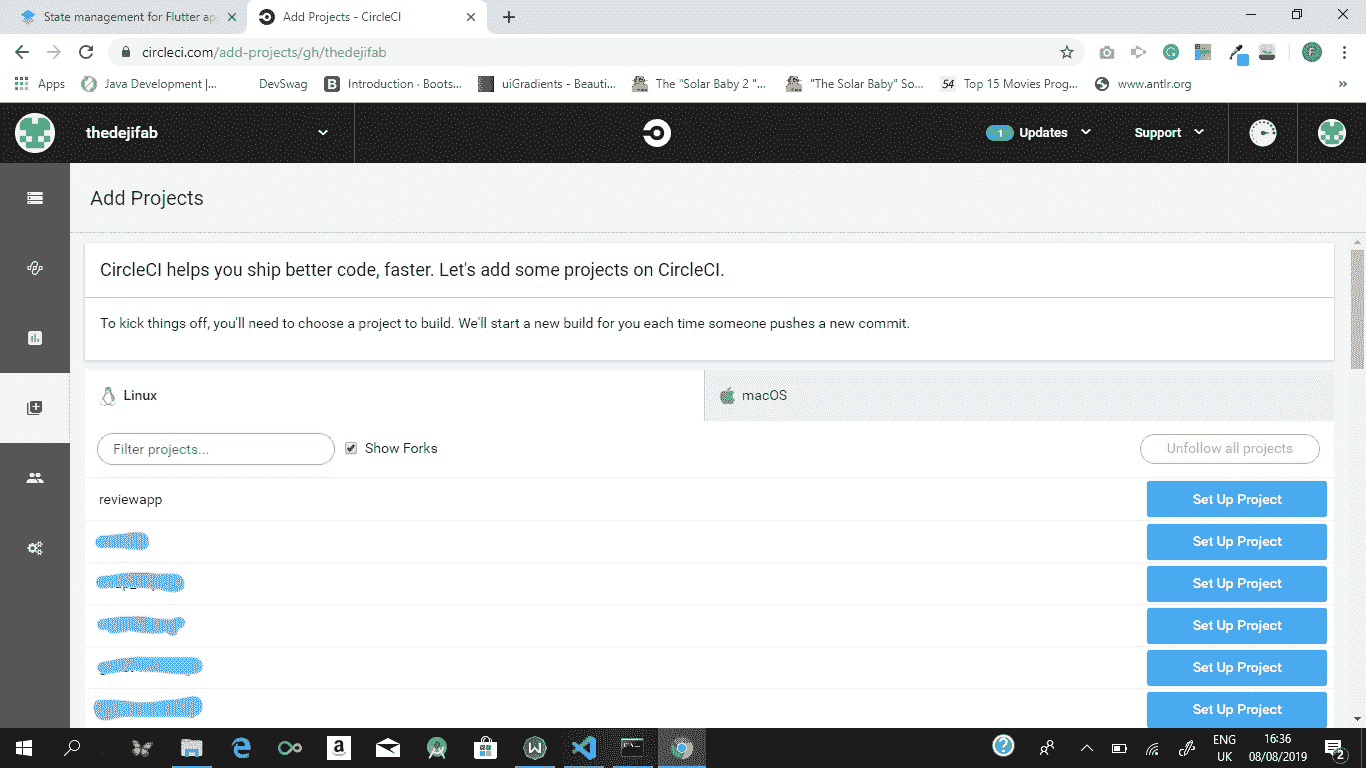 State management for Flutter ap
Add Projects - CircleCI
circleci.com/add-projects/gh/thedejifab
Apps
Java Development |...
DevSwag
B
Introduction · Boots...
uiGradients - Beauti...
The "Solar Baby 2 "...
"The Solar Baby" So...
54
Top 15 Movies Prog...
www.antlr.org
»
F
thedejifab
1
Updates
Support
Add Projects
CircleCI helps you ship better code, faster. Let's add some projects on CircleCI.
To kick things off, you'll need to choose a project to build. We'll start a new build for you each time someone pushes a new commit.
Linux
macOS
Filter projects...
Show Forks
Unfollow all projects
reviewapp
Set Up Project
Set Up Project
Set Up Project
Set Up Project
Set Up Project
Set Up Project
ENG
UK
16:36
08/08/2019
2